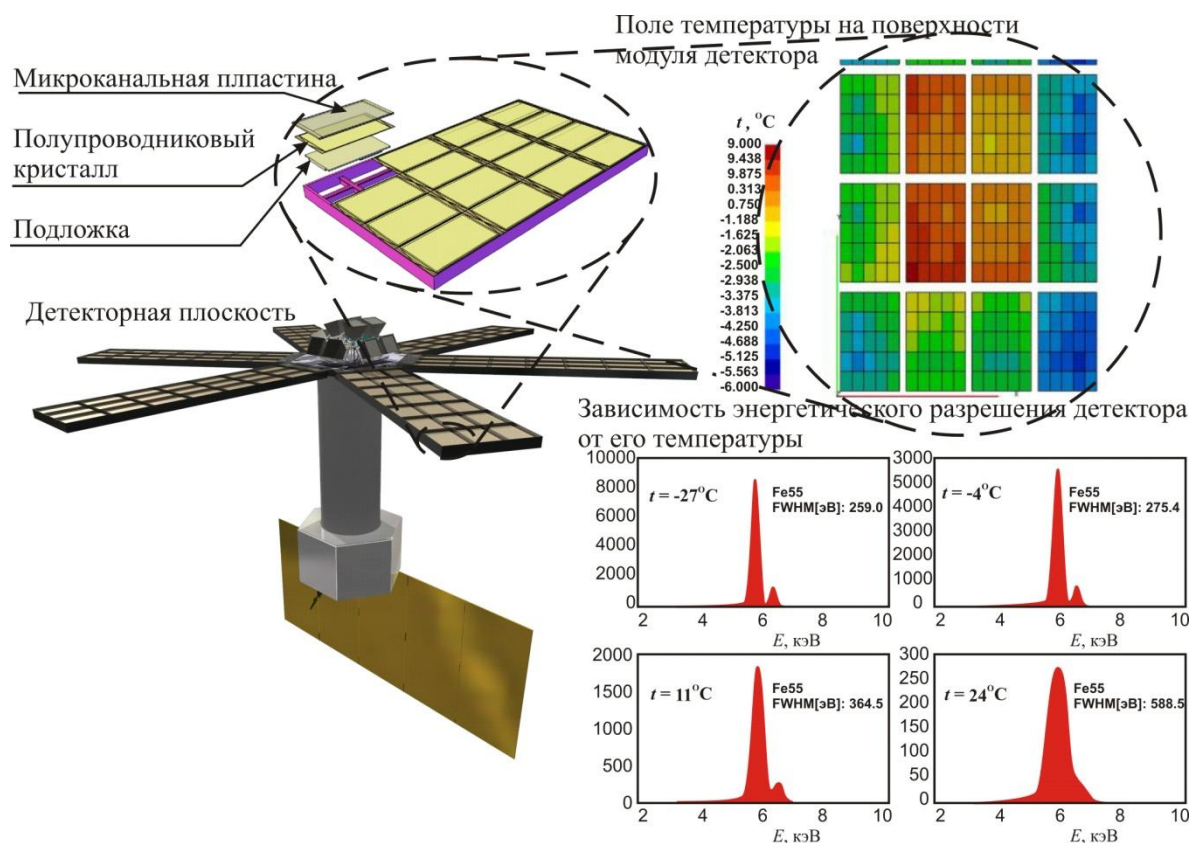 Поле температуры на поверхности
модуля детектора
Микроканальная плпастина
Полупроводниковый
кристалл
Подложка
t , °C
9.000
9.438
9.875
0.313
0.750
-1.188
-1.625
-2.063
-2.500
-2.938
-3.375
-3.813
-4.250
-4.688
-5.125
-5.563
-6.000
Детекторная плоскость
Зависимость энергетического разрешения детектора
от его температуры
10000
8000
6000
4000
2000
0
t = -27°C
Fe55
FWHM[эВ]: 259.0
2 4 6 8 10
E, кэВ
3000
5000
4000
3000
2000
1000
0
t = -4°C
Fe55
FWHM[эВ]: 275.4
2 4 6 8 10
E, кэВ
2000
1500
1000
500
0
t = 11°C
Fe55
FWHM[эВ]: 364.5
2 4 6 8 10
E, кэВ
300
250
200
150
100
50
0
t = 24°C
Fe55
FWHM[эВ]: 588.5
2 4 6 8 10
E, кэВ